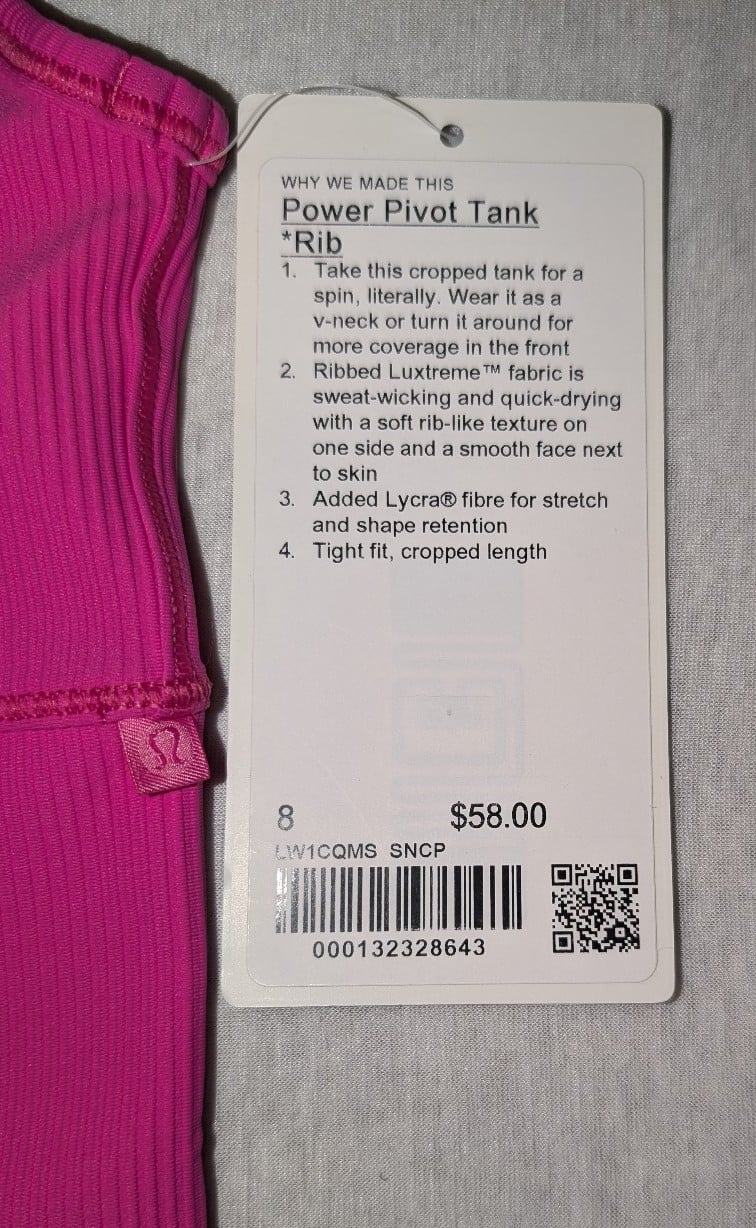 WHY WE MADE THIS
Power Pivot Tank
*Rib
1. Take this cropped tank for a
spin, literally. Wear it as a
v-neck or turn it around for
more coverage in the front
2. Ribbed Luxtreme™ fabric is
sweat-wicking and quick-drying
with a soft rib-like texture on
one side and a smooth face next
to skin
3. Added Lycra® fibre for stretch
and shape retention
4. Tight fit, cropped length
8 $58.00
LW1CQMS SNCP
000132328643